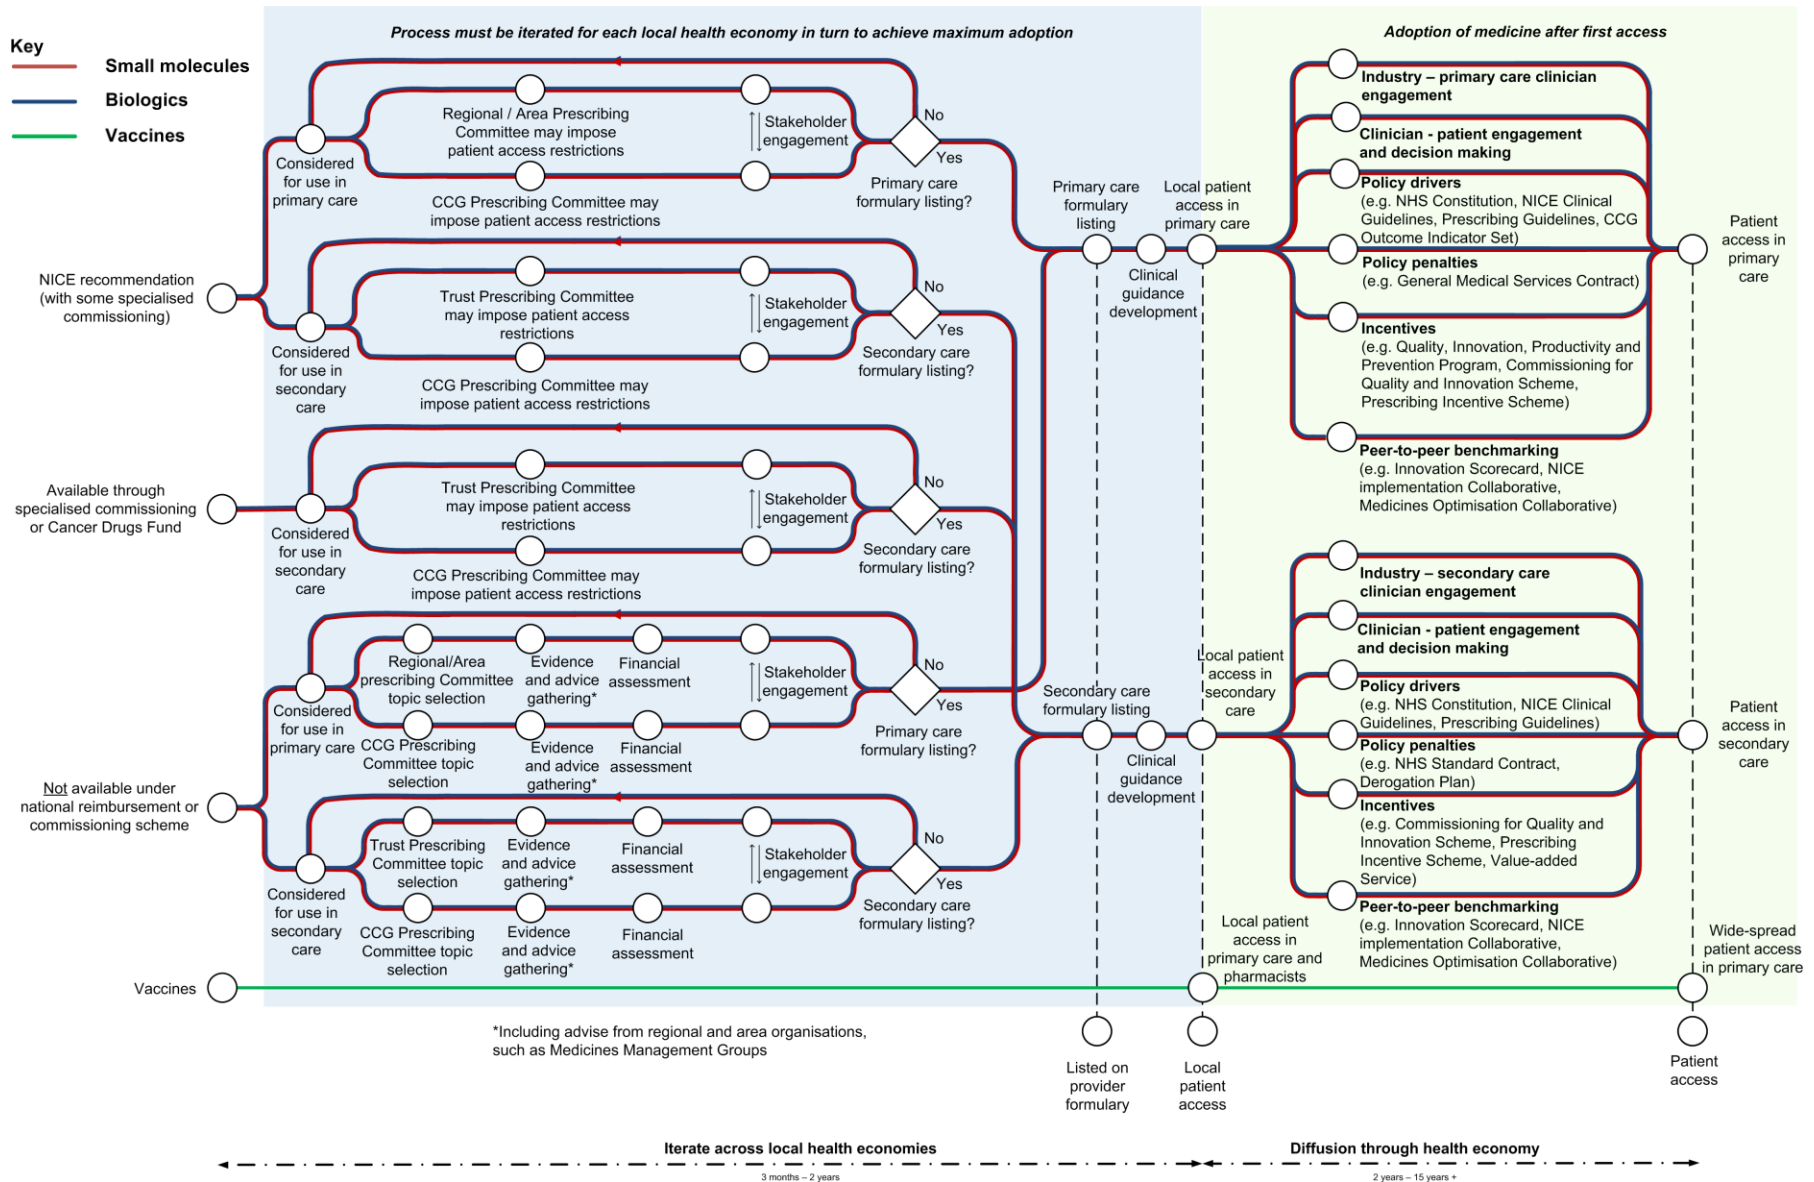 Process must be iterated for each local health economy in turn to achieve maximum adoption
Adoption of medicine after first access
Key
Small molecules
Biologics
Vaccines
NICE recommendation
(with some specialised
commissioning)
Available through
specialised commissioning
or Cancer Drugs Fund
Not available under
national reimbursement or
commissioning scheme
Vaccines
Considered
for use in
primary care
Regional / Area Prescribing
Committee may impose
patient access restrictions
CCG Prescribing Committee may
impose patient access restrictions
Stakeholder
engagement
No
Yes
Primary care
formulary listing?
Considered
for use in
secondary
care
Trust Prescribing Committee
may impose patient access
restrictions
CCG Prescribing Committee may
impose patient access restrictions
Stakeholder
engagement
No
Yes
Secondary care
formulary listing?
Considered
for use in
secondary
care
Trust Prescribing Committee
may impose patient access
restrictions
CCG Prescribing Committee may
impose patient access restrictions
Stakeholder
engagement
No
Yes
Secondary care
formulary listing?
Considered
for use in
primary care
Regional/Area
prescribing Committee
topic selection
Evidence
and advice
gathering*
Financial
assessment
CCG Prescribing
Committee topic
selection
Evidence
and advice
gathering*
Financial
assessment
Stakeholder
engagement
No
Yes
Primary care
formulary listing?
Considered
for use in
secondary
care
Trust Prescribing
Committee topic
selection
Evidence
and advice
gathering*
Financial
assessment
CCG Prescribing
Committee topic
selection
Evidence
and advice
gathering*
Financial
assessment
Stakeholder
engagement
No
Yes
Secondary care
formulary listing?
Primary care
formulary
listing
Clinical
guidance
development
Local patient
access in
primary care
Secondary care
formulary listing
Clinical
guidance
development
Local patient
access in
secondary
care
Local patient
access in
primary care and
pharmacists
Industry – primary care clinician
engagement
Clinician - patient engagement
and decision making
Policy drivers
(e.g. NHS Constitution, NICE Clinical
Guidelines, Prescribing Guidelines, CCG
Outcome Indicator Set)
Policy penalties
(e.g. General Medical Services Contract)
Incentives
(e.g. Quality, Innovation, Productivity and
Prevention Program, Commissioning for
Quality and Innovation Scheme,
Prescribing Incentive Scheme)
Peer-to-peer benchmarking
(e.g. Innovation Scorecard, NICE
implementation Collaborative,
Medicines Optimisation Collaborative)
Patient
access in
primary
care
Industry – secondary care
clinician engagement
Clinician - patient engagement
and decision making
Policy drivers
(e.g. NHS Constitution, NICE Clinical
Guidelines, Prescribing Guidelines)
Policy penalties
(e.g. NHS Standard Contract,
Derogation Plan)
Incentives
(e.g. Commissioning for Quality and
Innovation Scheme, Prescribing
Incentive Scheme, Value-added
Service)
Peer-to-peer benchmarking
(e.g. Innovation Scorecard, NICE
implementation Collaborative,
Medicines Optimisation Collaborative)
Patient
access in
secondary
care
Wide-spread
patient access
in primary care
*Including advise from regional and area organisations,
such as Medicines Management Groups
Listed on
provider
formulary
Local
patient
access
Patient
access
Iterate across local health economies
3 months – 2 years
Diffusion through health economy
2 years – 15 years +